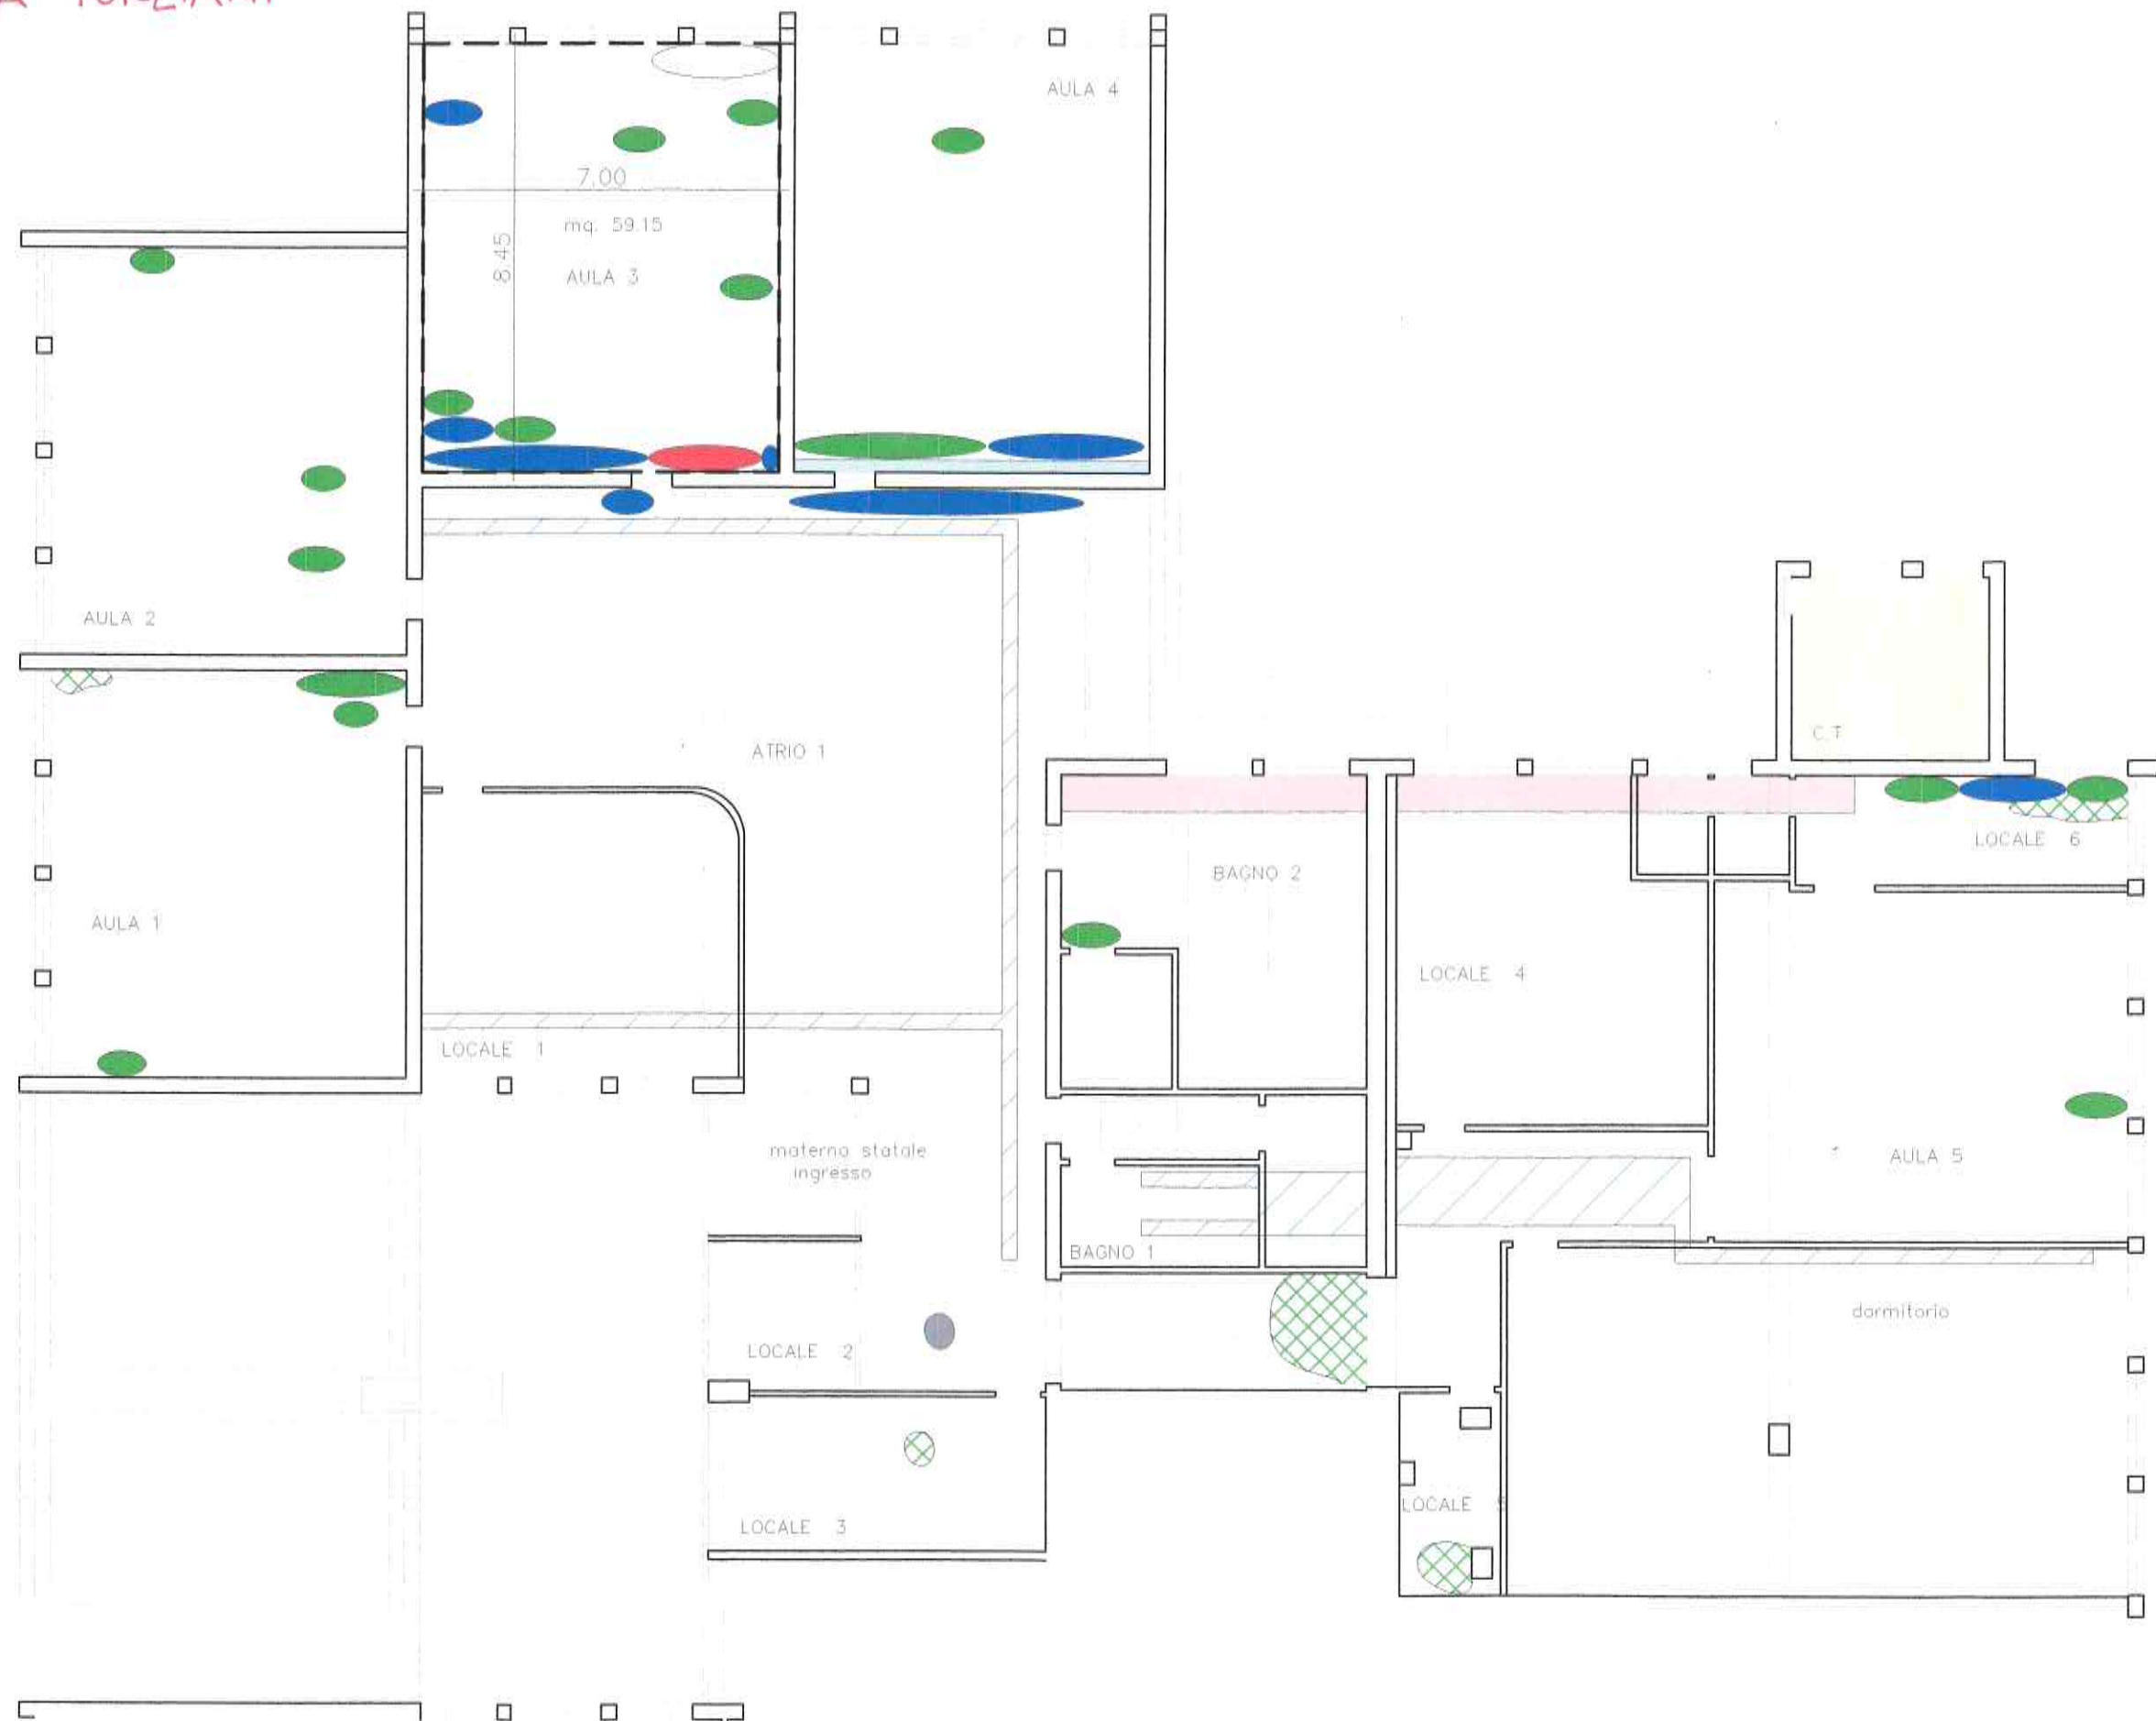 AULA 4
7.00
mq. 59.15
8.45
AULA 3
AULA 2
C.T
ATRIO 1
LOCALE 6
BAGNO 2
AULA 1
LOCALE 4
LOCALE 1
materno statale
ingresso
AULA 5
BAGNO 1
dormitorio
LOCALE 2
LOCALE 5
LOCALE 3